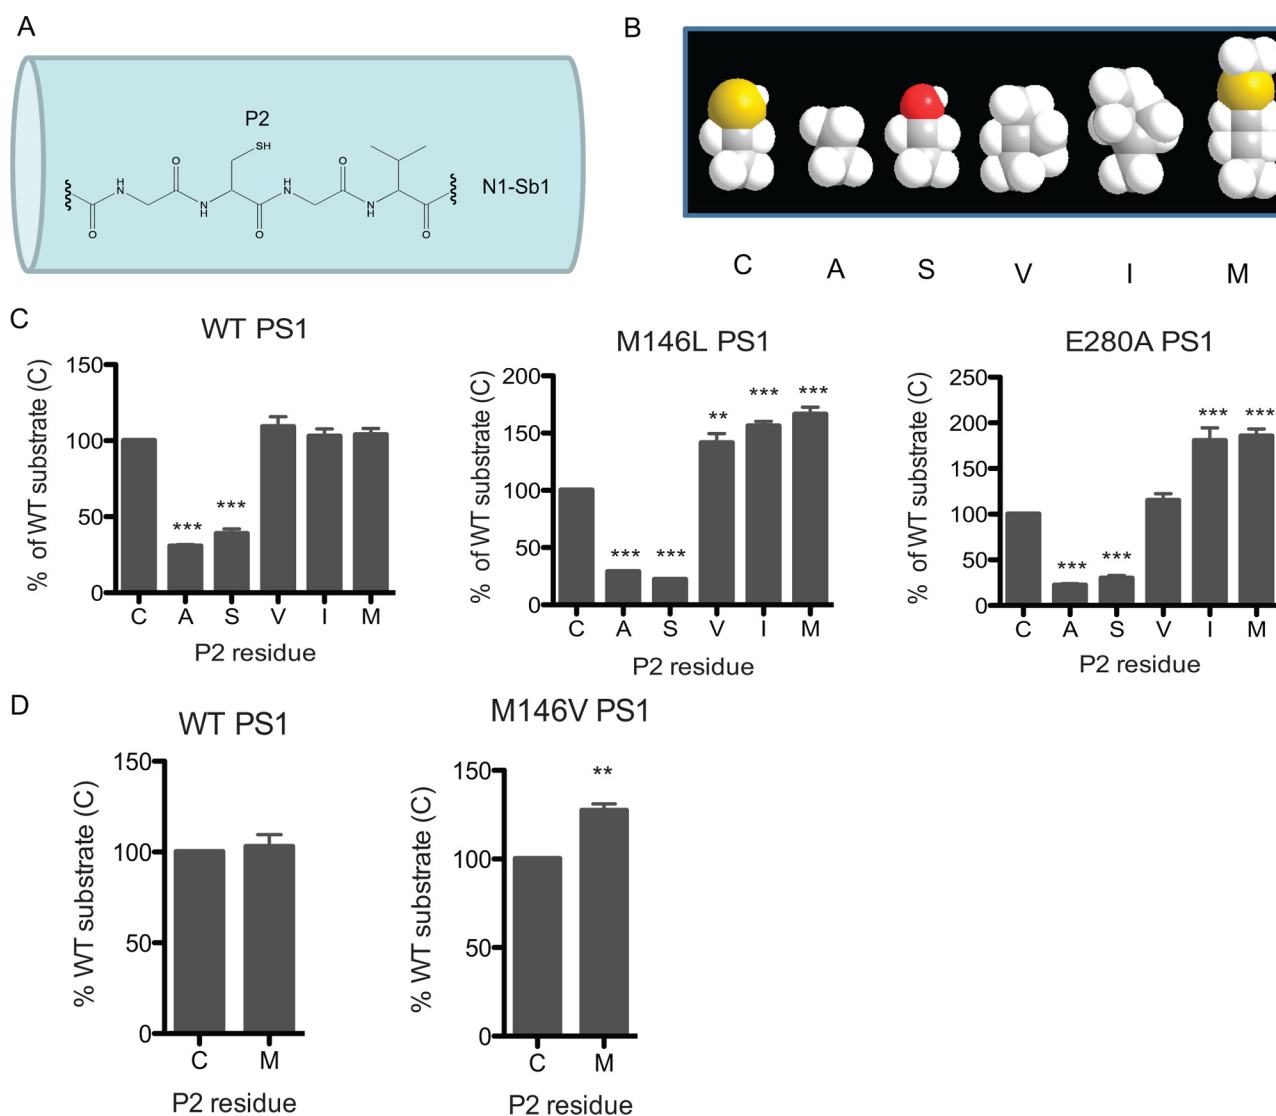 A
P2
SH
O
O
H
N
H
N
N
H
N
H
O
O
O
N1-Sb1
B
C A S V I M
C
WT PS1
% of WT substrate (C)
150
100
50
0
***
***
C A S V I M
P2 residue
M146L PS1
% of WT substrate (C)
200
150
100
50
0
***
***
**
***
***
C A S V I M
P2 residue
E280A PS1
% of WT substrate (C)
250
200
150
100
50
0
***
***
***
***
C A S V I M
P2 residue
D
WT PS1
% WT substrate (C)
150
100
50
0
C M
P2 residue
M146V PS1
% WT substrate (C)
150
100
50
0
**
C M
P2 residue